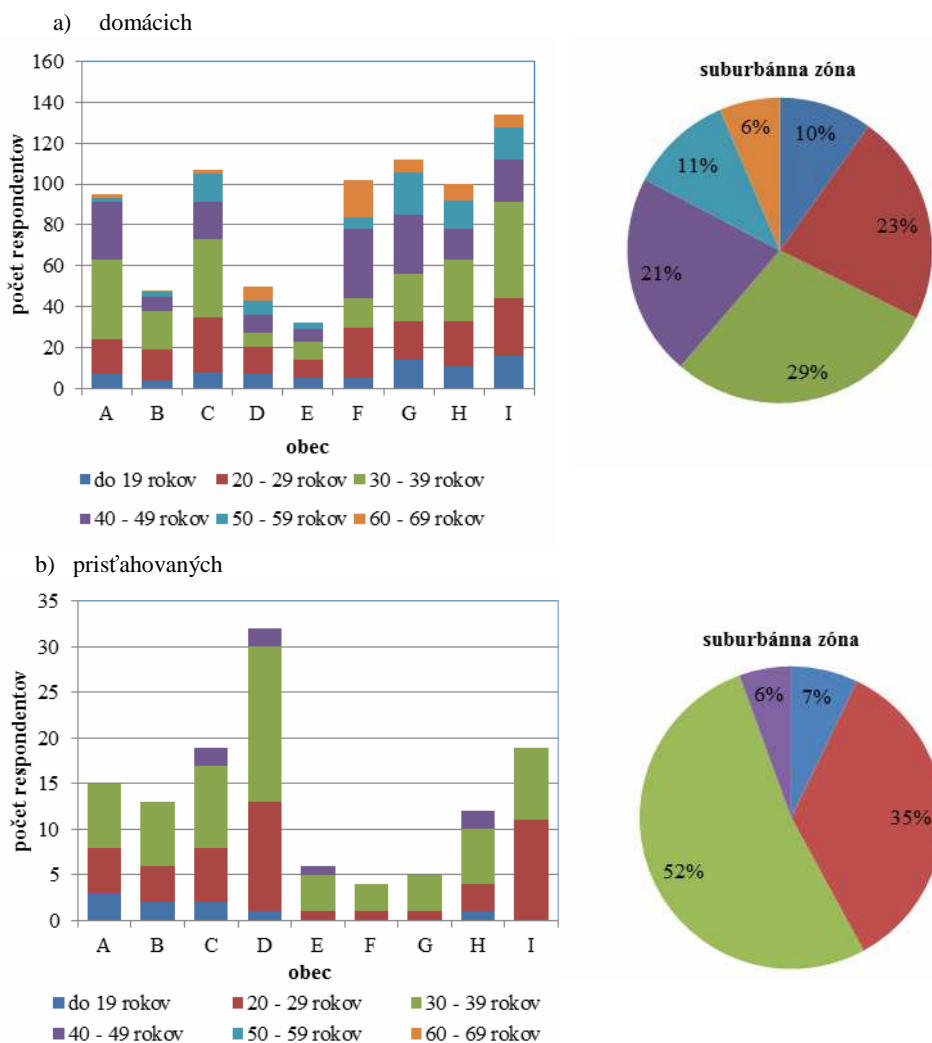 a) domácich
160
140
120
100
80
60
40
20
0
počet respondentov
A B C D E F G H I
obec
do 19 rokov 20 - 29 rokov 30 - 39 rokov
40 - 49 rokov 50 - 59 rokov 60 - 69 rokov
suburbánna zóna
6% 10%
11%
23%
21%
29%
b) prisťahovaných
35
30
25
20
15
10
5
0
počet respondentov
A B C D E F G H I
obec
do 19 rokov 20 - 29 rokov 30 - 39 rokov
40 - 49 rokov 50 - 59 rokov 60 - 69 rokov
suburbánna zóna
6% 7%
35%
52%